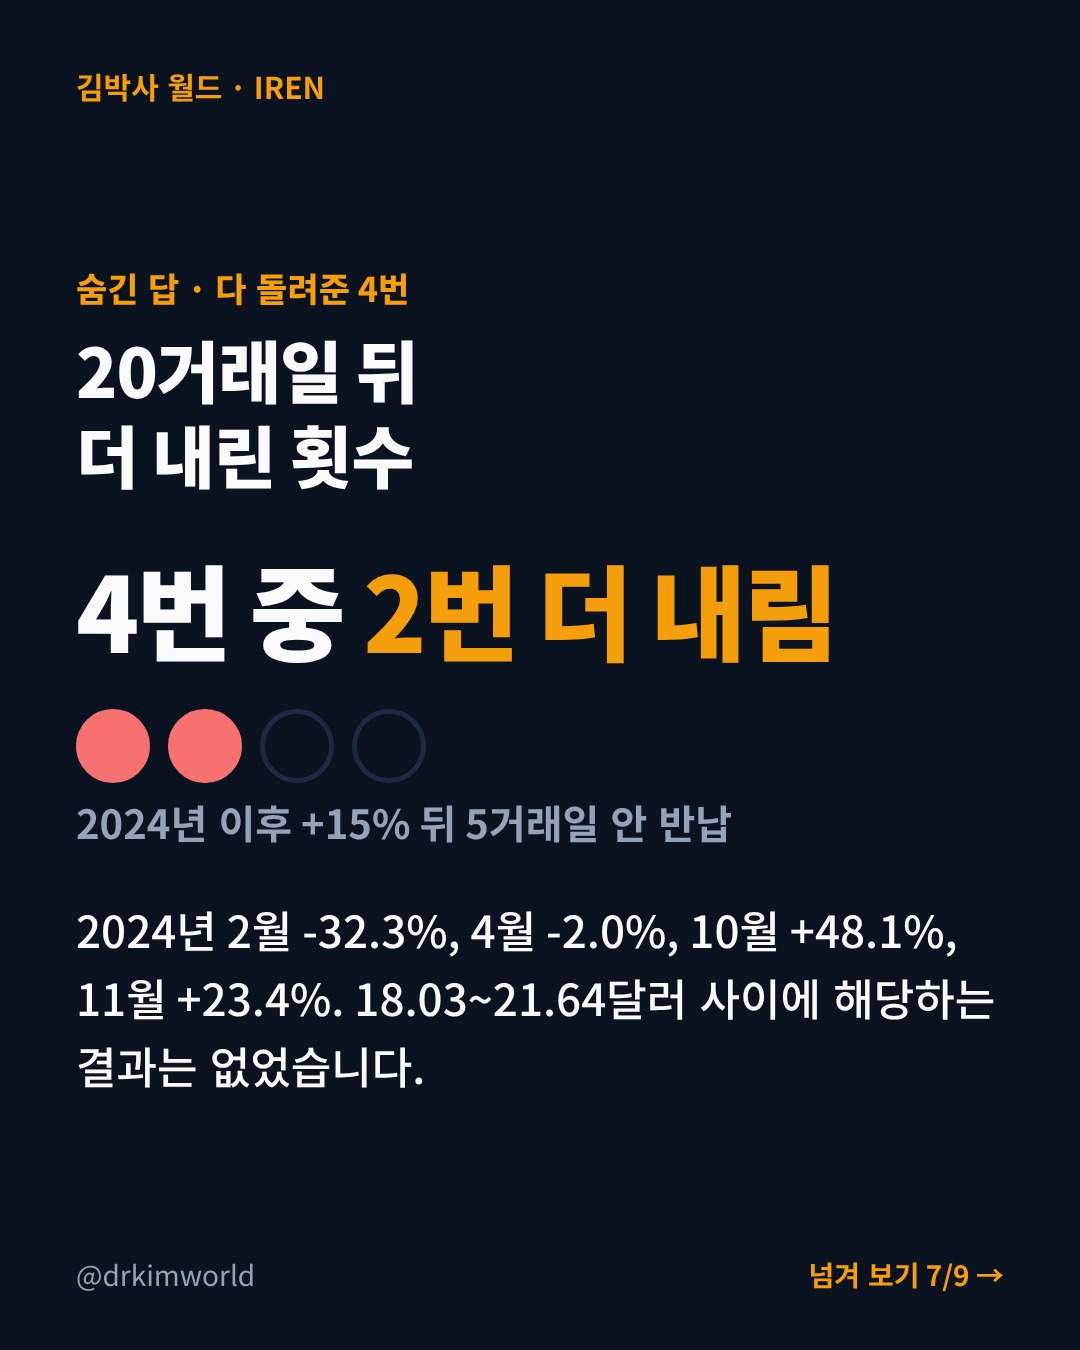 김박사 월드 · IREN
숨긴 답 · 다 돌려준 4번
20거래일 뒤
더 내린 횟수
4번 중 2번 더 내림
2024년 이후 +15% 뒤 5거래일 안 반납
2024년 2월 -32.3%, 4월 -2.0%, 10월 +48.1%,
11월 +23.4%. 18.03~21.64달러 사이에 해당하는
결과는 없었습니다.
@drkimworld
넘겨 보기 7/9 →